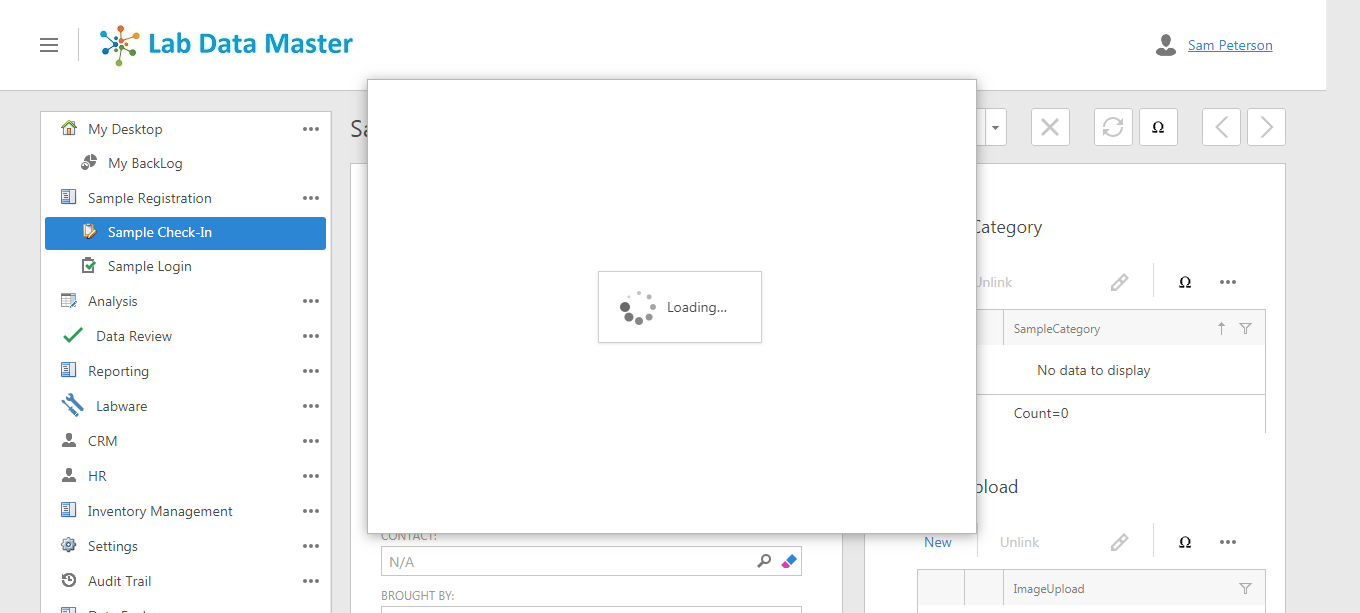 Lab Data Master
Sam Peterson
My Desktop
My BackLog
Sample Registration
Sample Check-In
Sample Login
Analysis
Data Review
Reporting
Labware
CRM
HR
Inventory Management
Settings
Audit Trail
Loading...
CONTACT:
N/A
BROUGHT BY:
Category
Unlink
Ω
SampleCategory
No data to display
Count=0
New
Unlink
Ω
ImageUpload
Ω